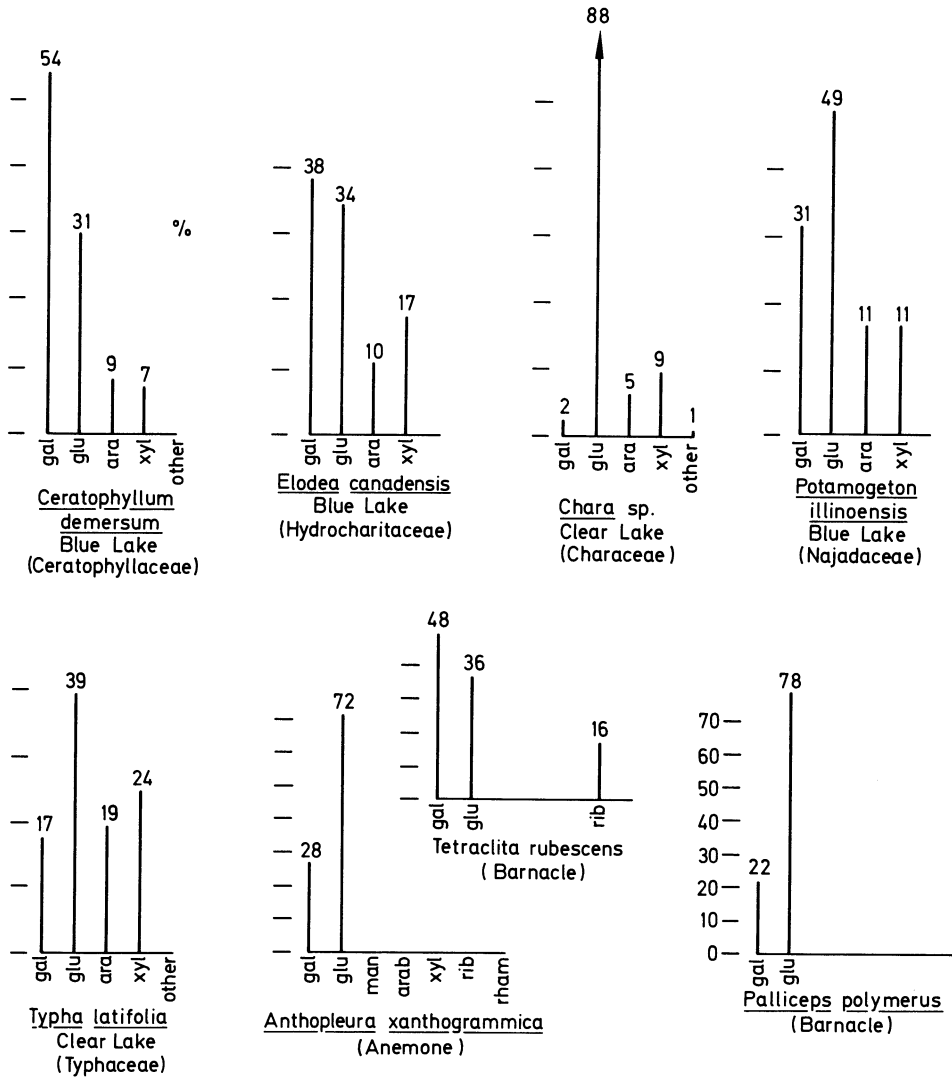 54
31
9
7
%
gal
glu
ara
xyl
other
Ceratophyllum
demersum
Blue Lake
(Ceratophyllaceae)
38
34
10
17
gal
glu
ara
xyl
Elodea canadensis
Blue Lake
(Hydrocharitaceae)
88
2
5
9
1
gal
glu
ara
xyl
other
Chara sp.
Clear Lake
(Characeae)
49
31
11
11
gal
glu
ara
xyl
Potamogeton
illinoensis
Blue Lake
(Najadaceae)
17
39
19
24
gal
glu
ara
xyl
other
Typha latifolia
Clear Lake
(Typhaceae)
28
72
gal
glu
man
arab
xyl
rib
rham
Anthopleura xanthogrammica
(Anemone)
48
36
16
gal
glu
rib
Tetraclita rubescens
(Barnacle)
70
60
50
40
30
20
10
0
22
78
gal
glu
Palliceps polymerus
(Barnacle)